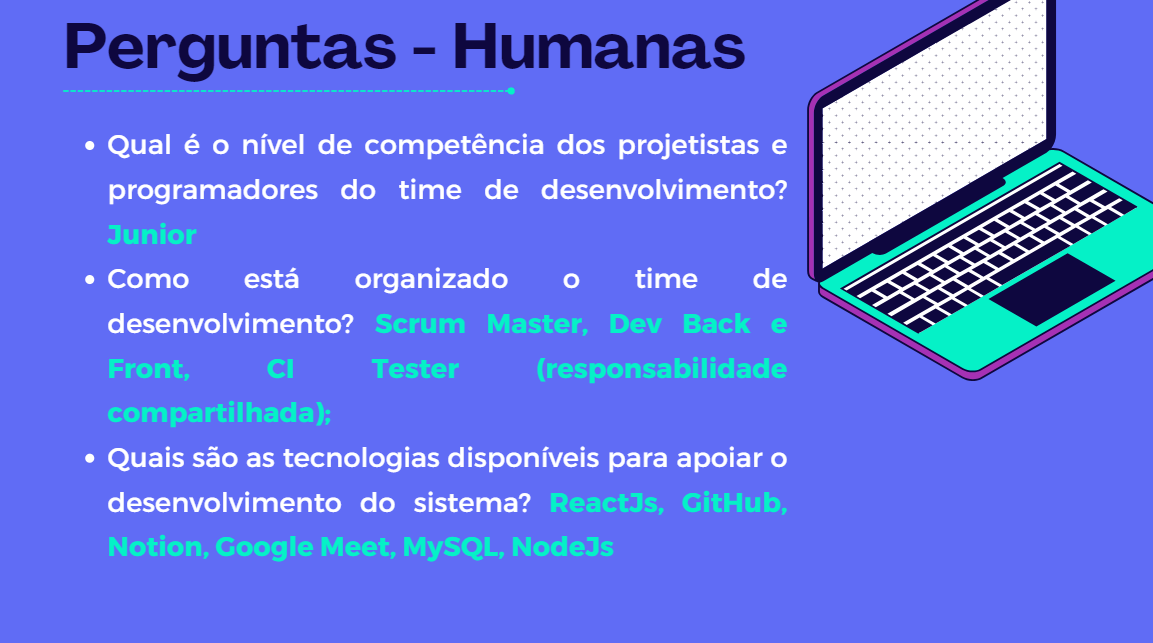 Perguntas - Humanas
• Qual é o nível de competência dos projetistas e
programadores do time de desenvolvimento?
Junior
• Como está organizado o time de
desenvolvimento? Scrum Master, Dev Back e
Front, CI Tester (responsabilidade
compartilhada);
• Quais são as tecnologias disponíveis para apoiar o
desenvolvimento do sistema? ReactJs, GitHub,
Notion, Google Meet, MySQL, NodeJs